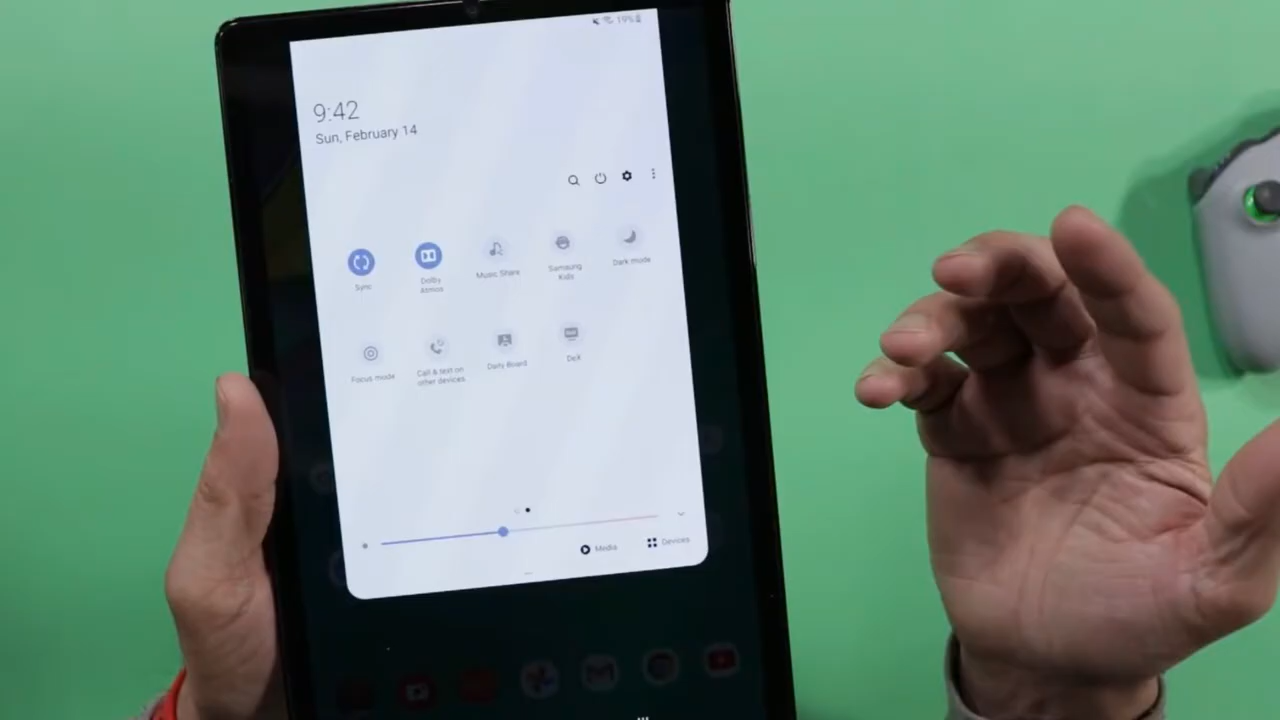 19%
9:42
Sun, February 14
Sync
Dolby
Atmos
Music Share
Samsung
Kids
Dark mode
Focus mode
Call & text on
other devices
Daily Board
DeX
Media
Devices